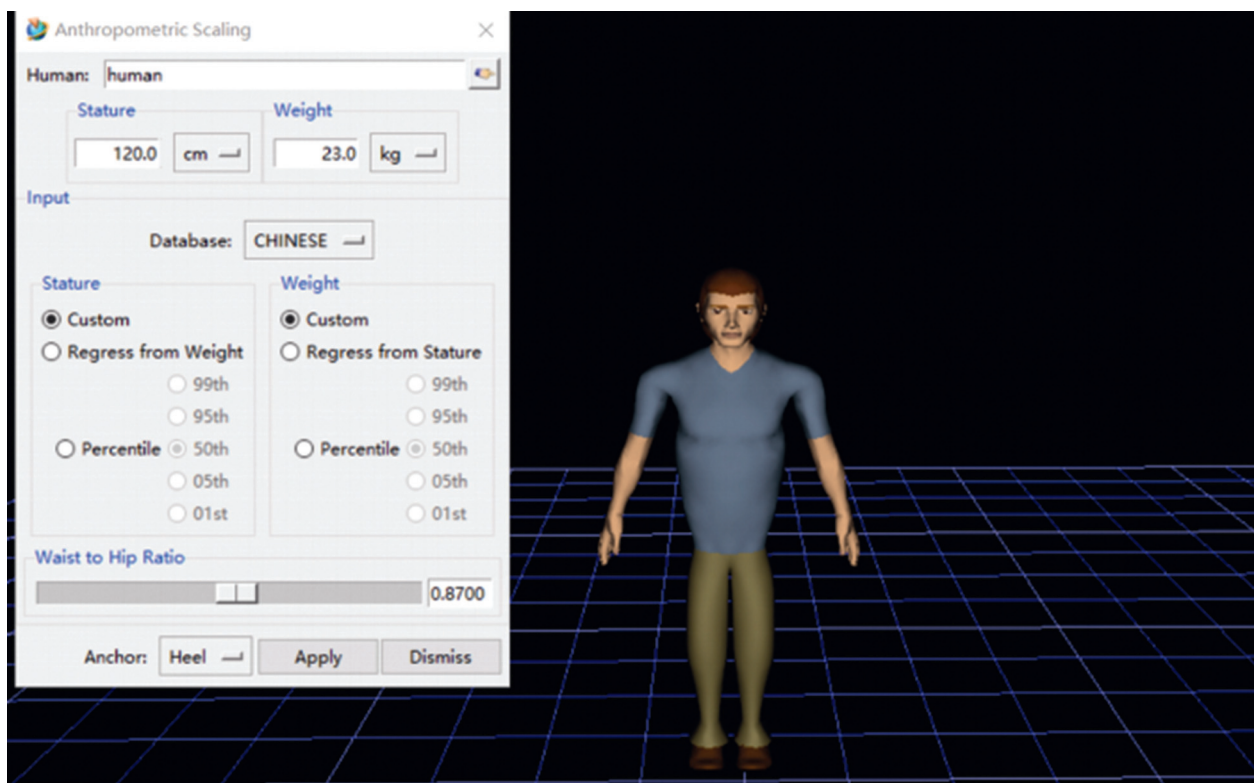 Anthropometric Scaling
Human: human
Stature Weight
120.0 cm 23.0 kg
Input
Database: CHINESE
Stature Weight
Custom Custom
Regress from Weight Regress from Stature
99th 99th
95th 95th
Percentile 50th Percentile 50th
05th 05th
01st 01st
Waist to Hip Ratio
0.8700
Anchor: Heel Apply Dismiss